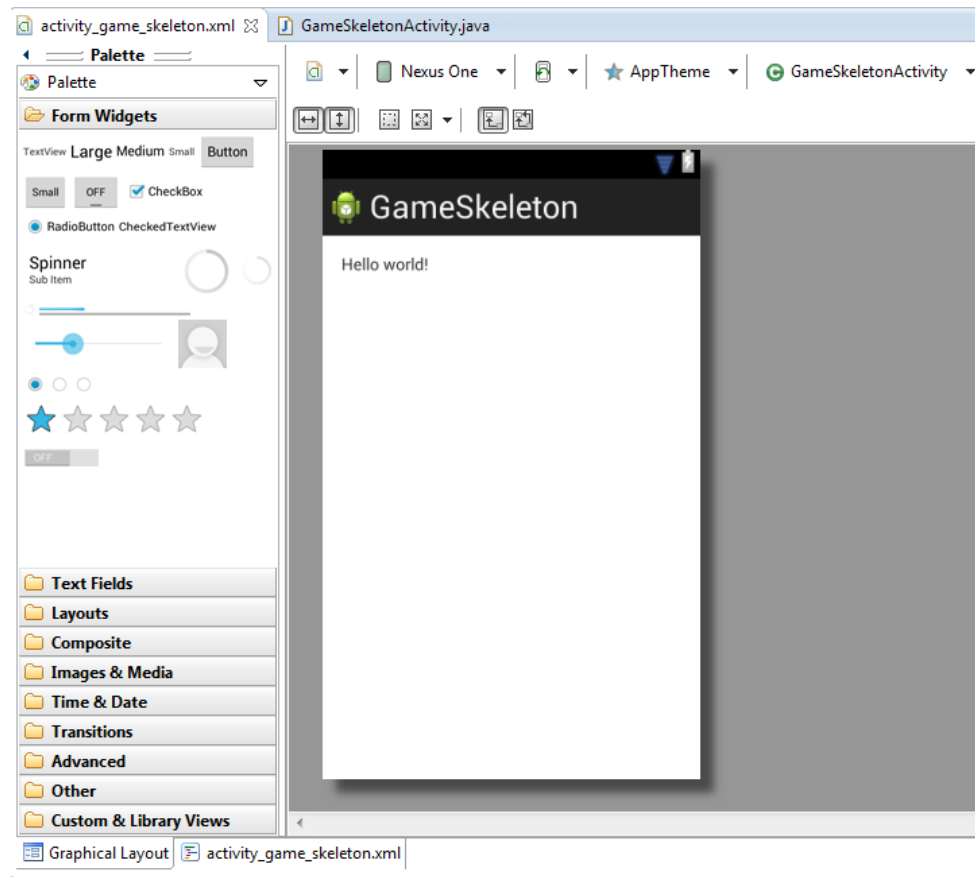 activity_game_skeleton.xml
GameSkeletonActivity.java
Palette
Palette
Form Widgets
TextView Large Medium Small Button
Small OFF CheckBox
RadioButton CheckedTextView
Spinner
Sub Item
OFF
Text Fields
Layouts
Composite
Images & Media
Time & Date
Transitions
Advanced
Other
Custom & Library Views
Nexus One AppTheme GameSkeletonActivity
GameSkeleton
Hello world!
Graphical Layout activity_game_skeleton.xml